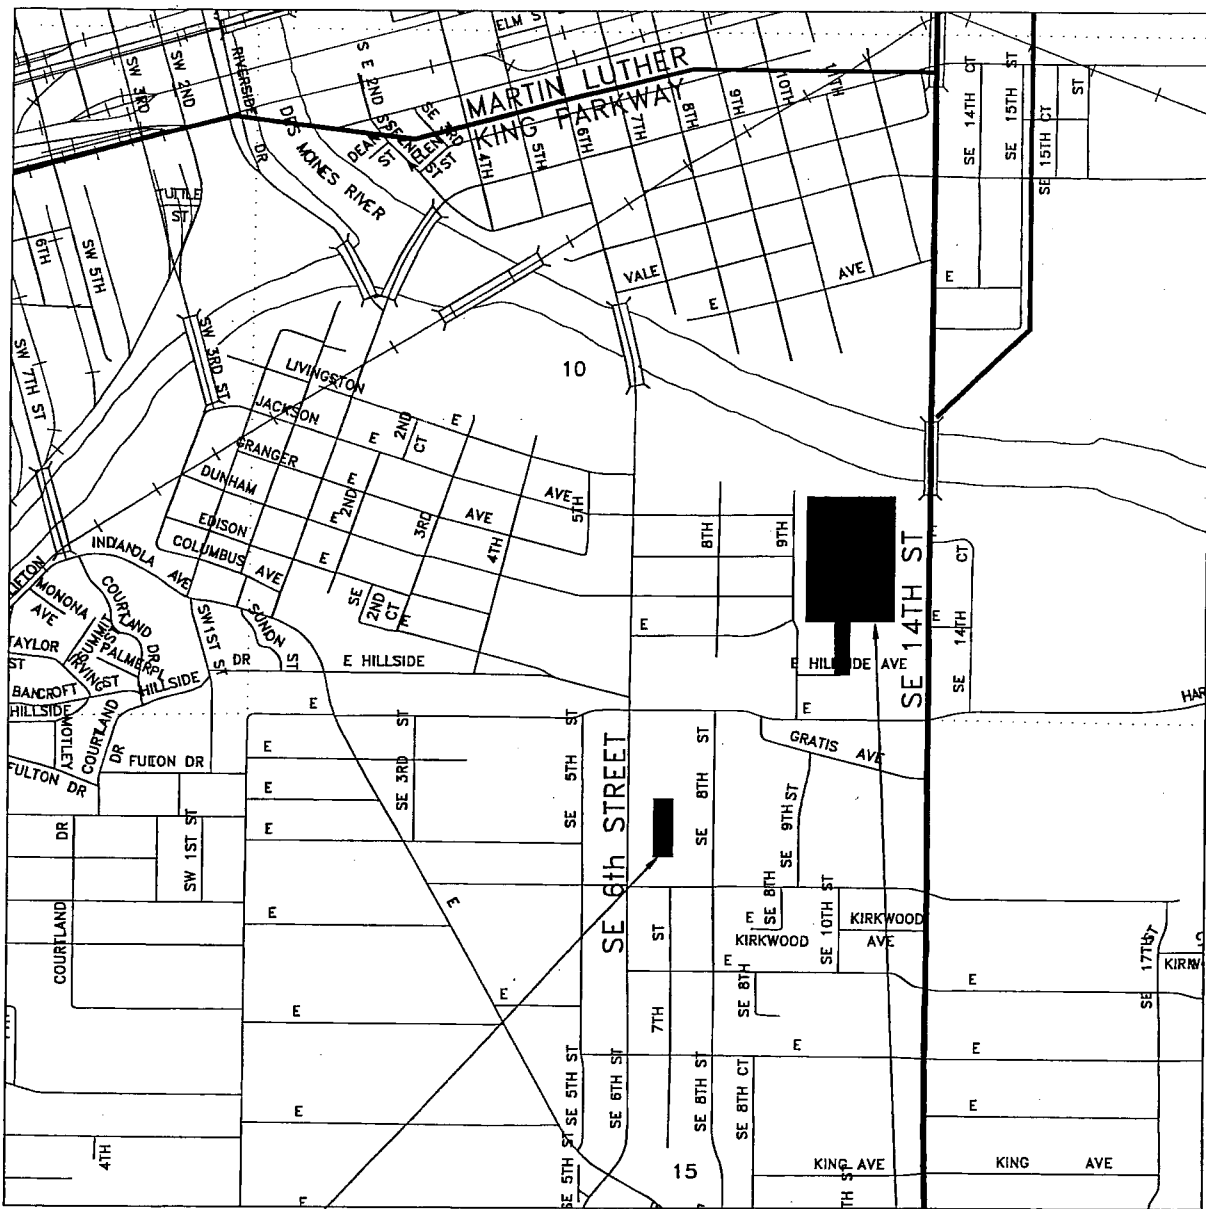 ELM S
SW 3RD
SW 2ND
RIVERSIDE
DR
S E 2ND
SE 3RD
ST
MARTIN LUTHER
KING PARKWAY
DES MOINES RIVER
DEAN
ST
4TH
5TH
6TH
7TH
8TH
9TH
10TH
11TH
SE 14TH CT
SE 15TH ST
SE 15TH CT
ST
TUTTLE
ST
6TH
SW 5TH
SW 7TH ST
SW 3RD ST
VALE
AVE
E
E
10
LIVINGSTON
JACKSON
E
2ND
CT
E
GRANGER
DUNHAM
E
2ND
E
3RD
AVE
AVE
5TH
4TH
EDISON
E
COLUMBUS AVE
INDIANOLA AVE
8TH
9TH
SE 14TH ST
CT
E
SE 14TH
MONONA
AVE
COURTLAND DR
TAYLOR
ST
SUMMIT
PALMER PL
IRVING ST
BANCROFT
HILLSIDE
HILLSIDE
MOTLEY
COURTLAND
DR
FULTON DR
FULTON DR
SW 1ST ST
DR
ST
SE
2ND
CT
E
E HILLSIDE
E
E HILLSIDE AVE
E
HAR
GRATIS AVE
E
E
E
E
SE 3RD ST
SE 5TH ST
SE 6th STREET
SE 8TH ST
SE 9TH ST
DR
SW 1ST ST
COURTLAND
E
E
7TH ST
E
SE 8TH
KIRKWOOD
SE 10TH ST
KIRKWOOD
AVE
E
SE 8TH
E
SE 17TH ST
E
E
E
E
E
SE 5TH ST
SE 6TH ST
SE 8TH ST
SE 8TH CT
E
E
4TH
SE 5TH ST
15
KING AVE
TH ST
KING AVE
E